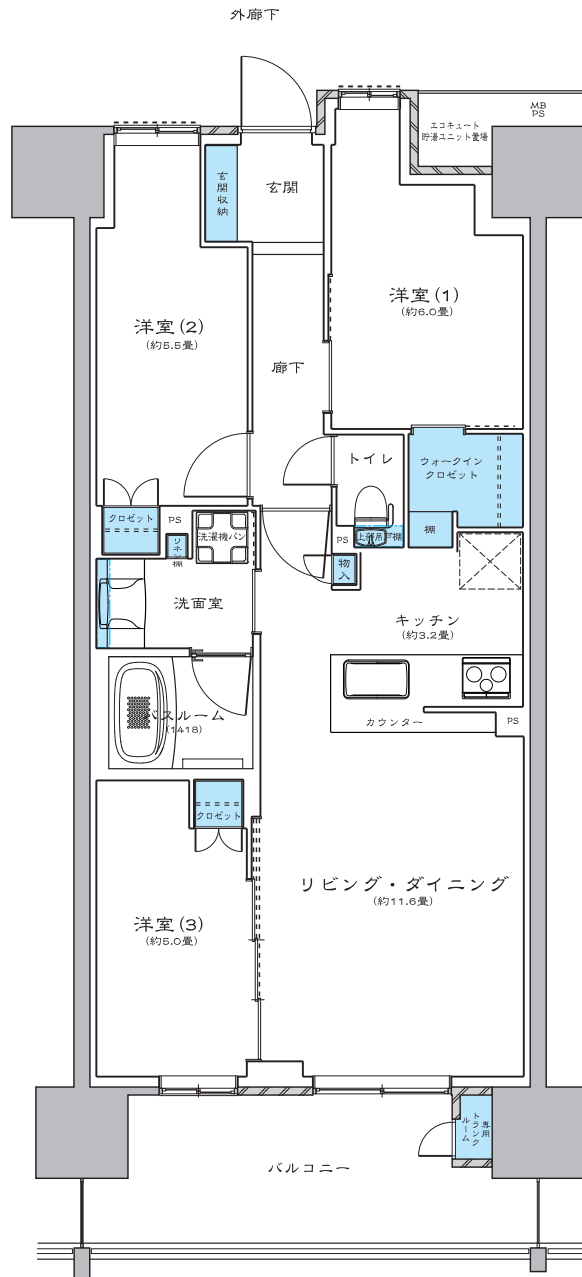 外廊下
MB
PS
エコキュート
貯湯ユニット置場
玄関収納
玄関
洋室(1)
(約6.0畳)
洋室(2)
(約5.5畳)
廊下
トイレ
ウォークイン
クロゼット
クロゼット
PS
リネン棚
洗濯機パン
PS
上部吊戸棚
棚
物入
洗面室
キッチン
(約3.2畳)
バスルーム
(1418)
カウンター
PS
クロゼット
リビング・ダイニング
(約11.6畳)
洋室(3)
(約5.0畳)
専用
トランク
ルーム
バルコニー